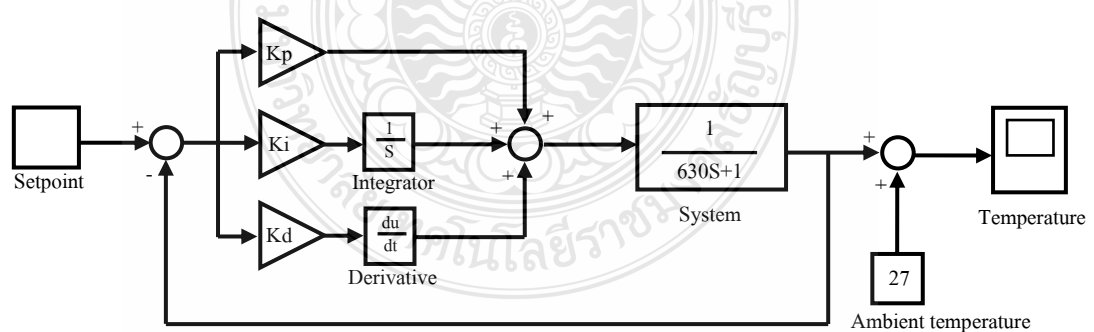 Kp
Setpoint
+
-
Ki
1
S
Integrator
Kd
du
dt
Derivative
+
+
+
1
630S+1
System
+
+
Temperature
27
Ambient temperature